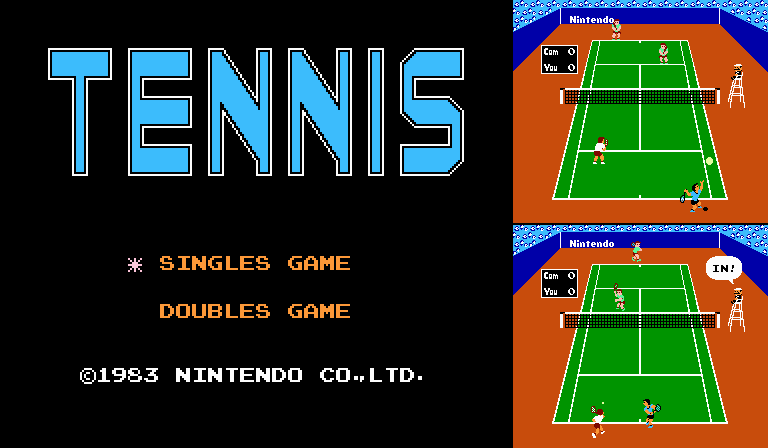 TENNIS
* SINGLES GAME
DOUBLES GAME
©1983 NINTENDO CO.,LTD.
Nintendo
Com 0
You 0
Nintendo
IN!
Com 0
You 0